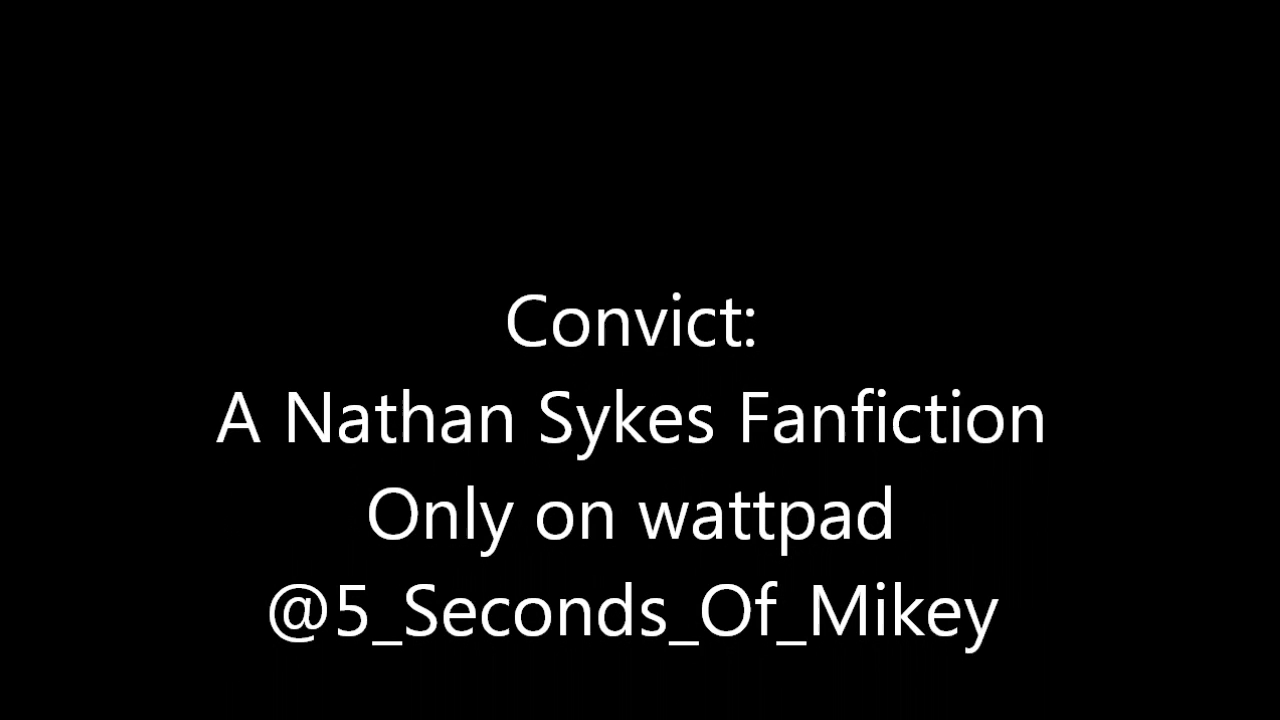 Convict:
A Nathan Sykes Fanfiction
Only on wattpad
@5_Seconds_Of_Mikey